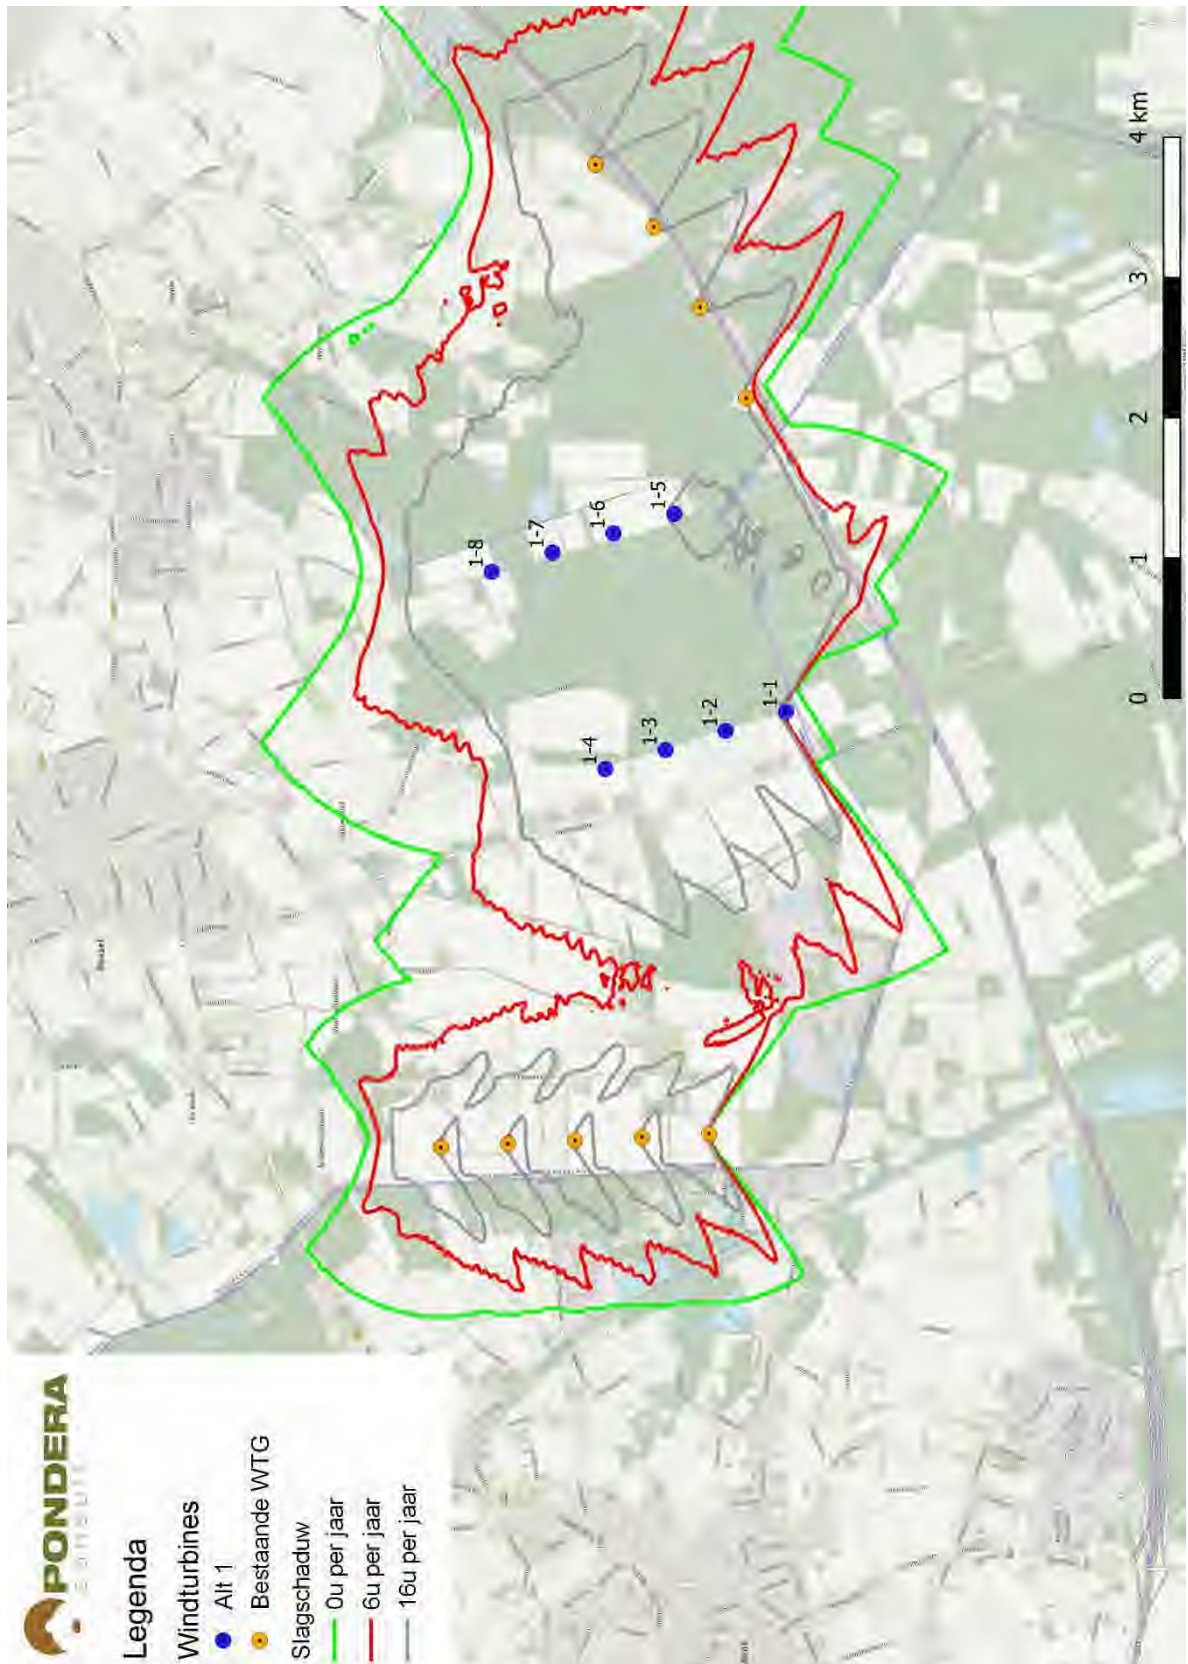 PONDERA
CONSULT
Legenda
Windturbines
Alt 1
Bestaande WTG
Slagschaduw
0u per jaar
6u per jaar
16u per jaar
1-4
1-3
1-2
1-1
1-8
1-7
1-6
1-5
0 1 2 3 4 km